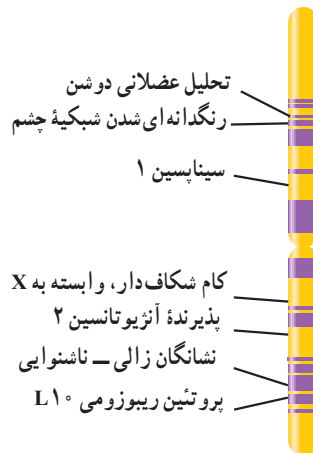 تحلیل عضلانی دوشن
رنگدانه‌ای‌شدن شبکیهٔ چشم
سیناپسین ۱
کام شکاف‌دار، وابسته به X
پذیرندهٔ آنژیوتانسین ۲
نشانگان زالی ــ ناشنوایی
پروتئین ریبوزومی L۱۰